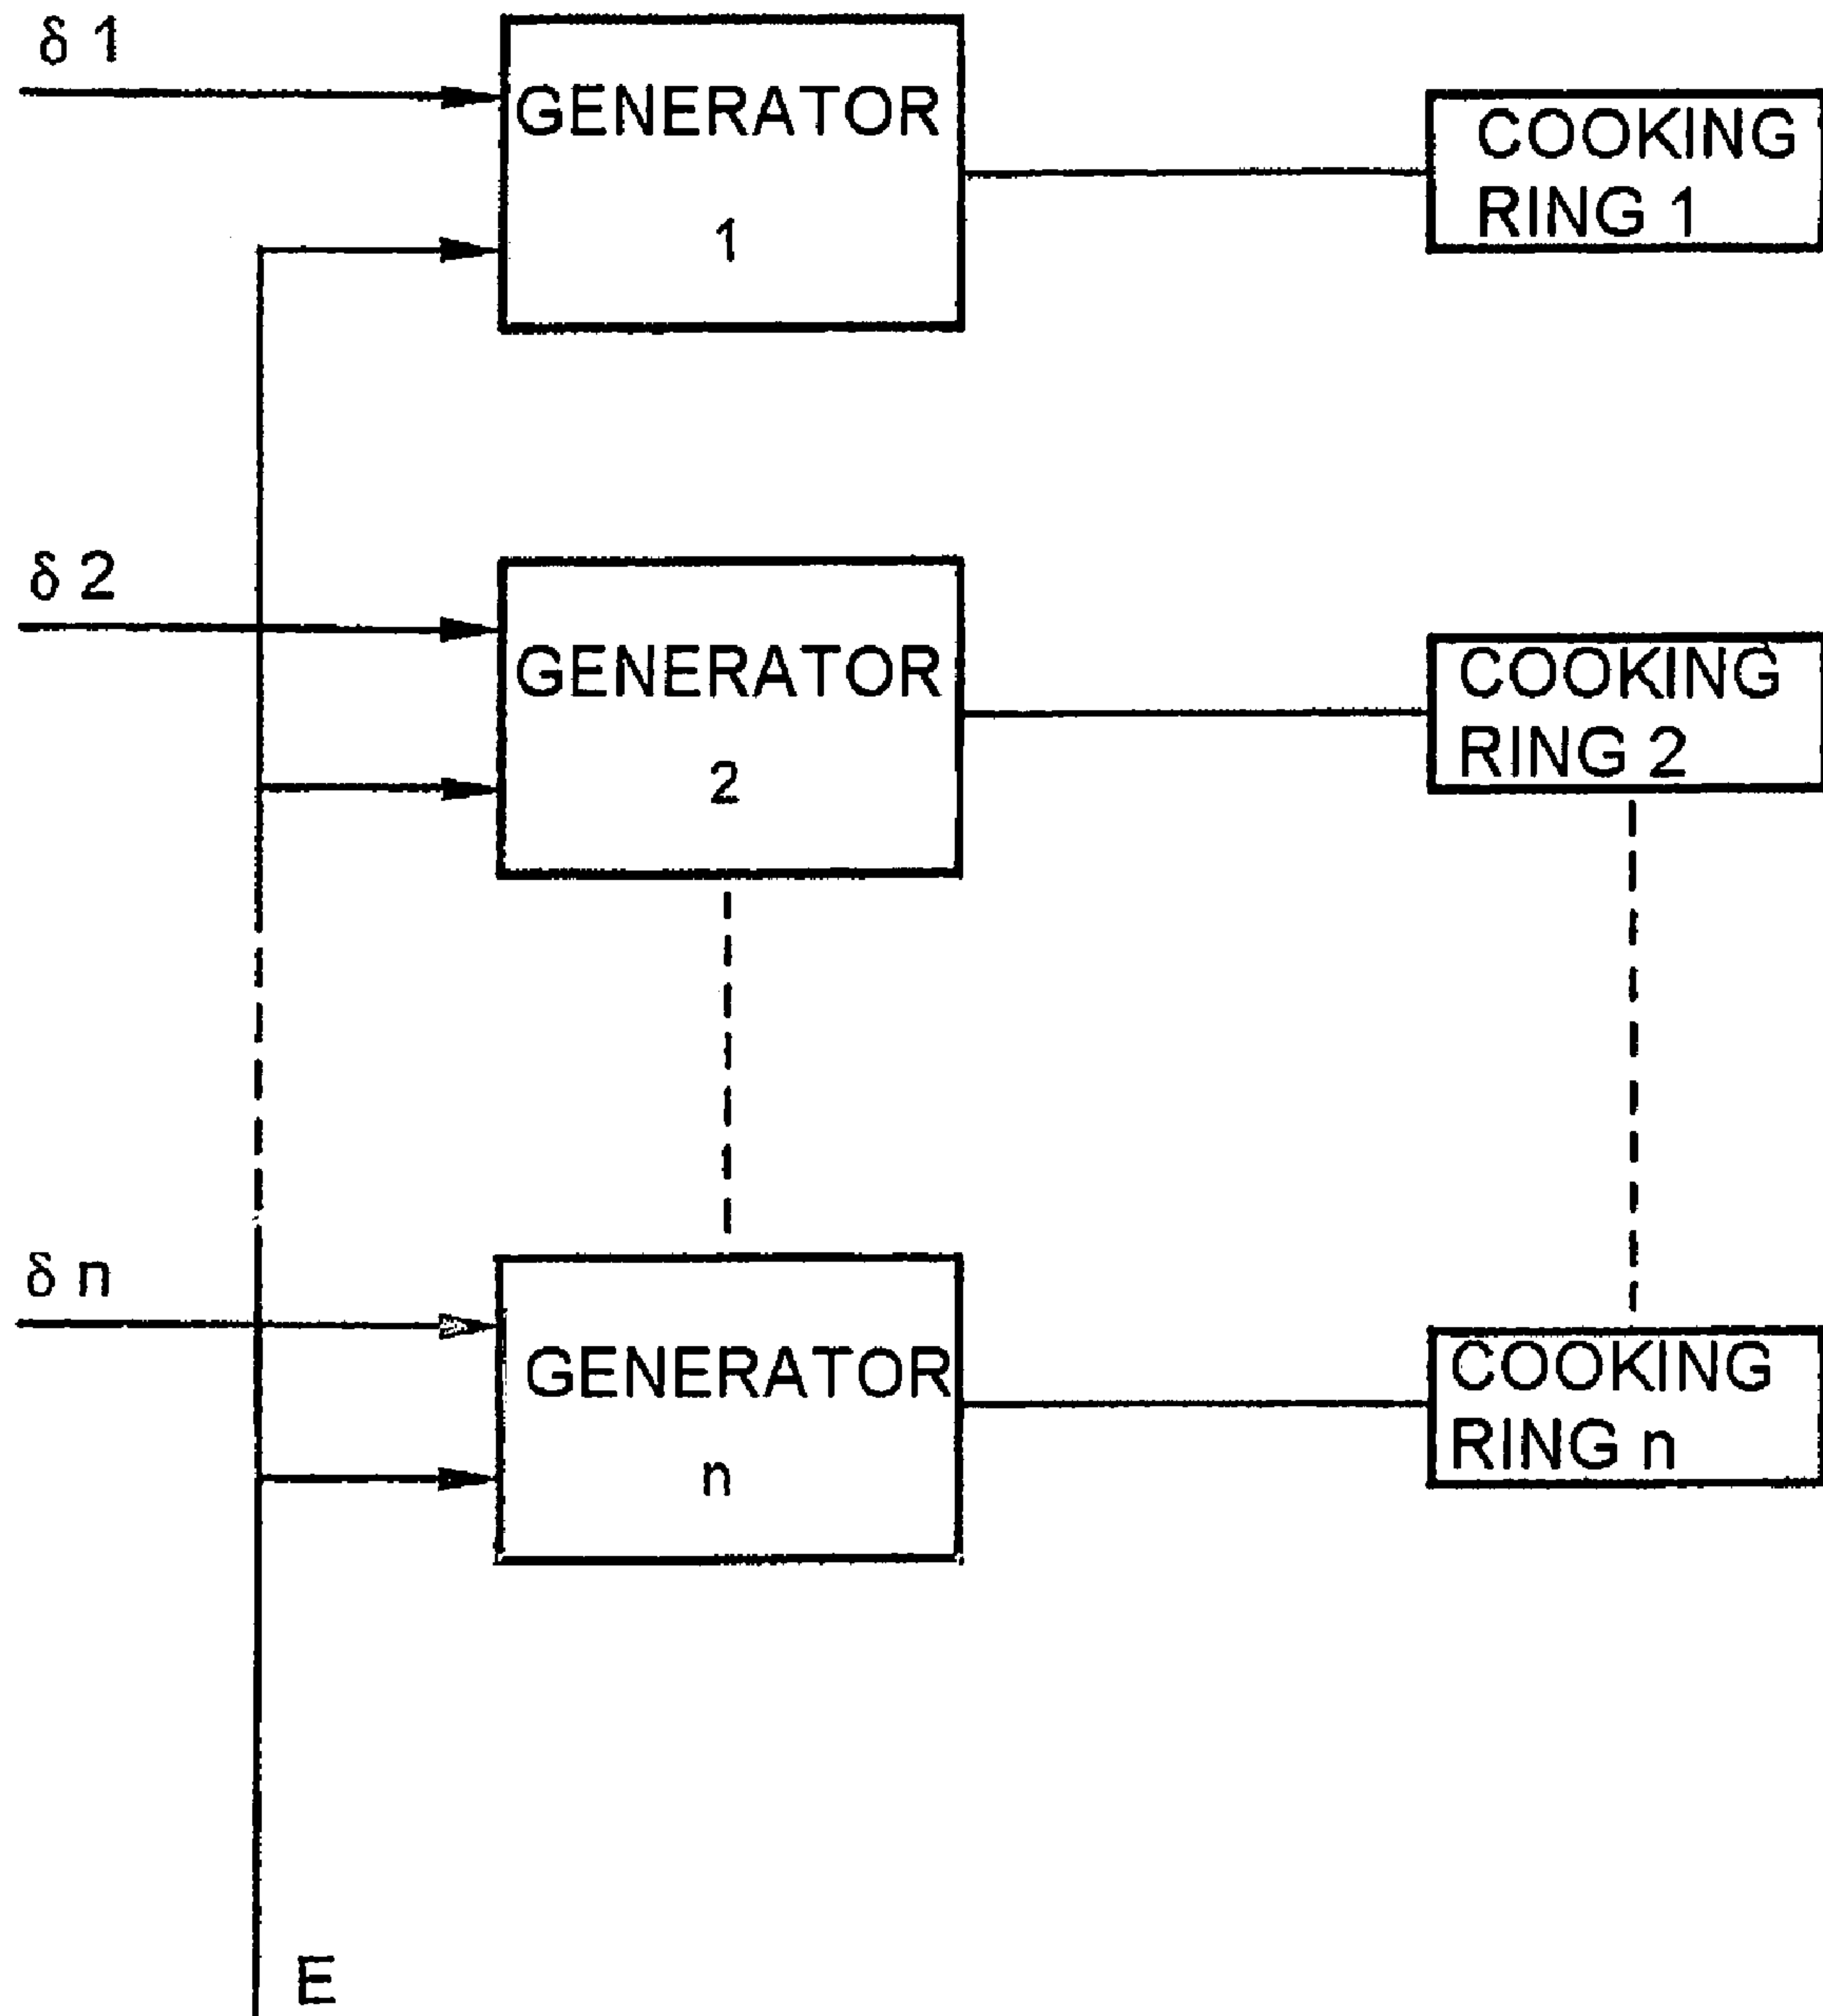 δ 1
GENERATOR
1
COOKING
RING 1
δ 2
GENERATOR
2
COOKING
RING 2
δ n
GENERATOR
n
COOKING
RING n
E